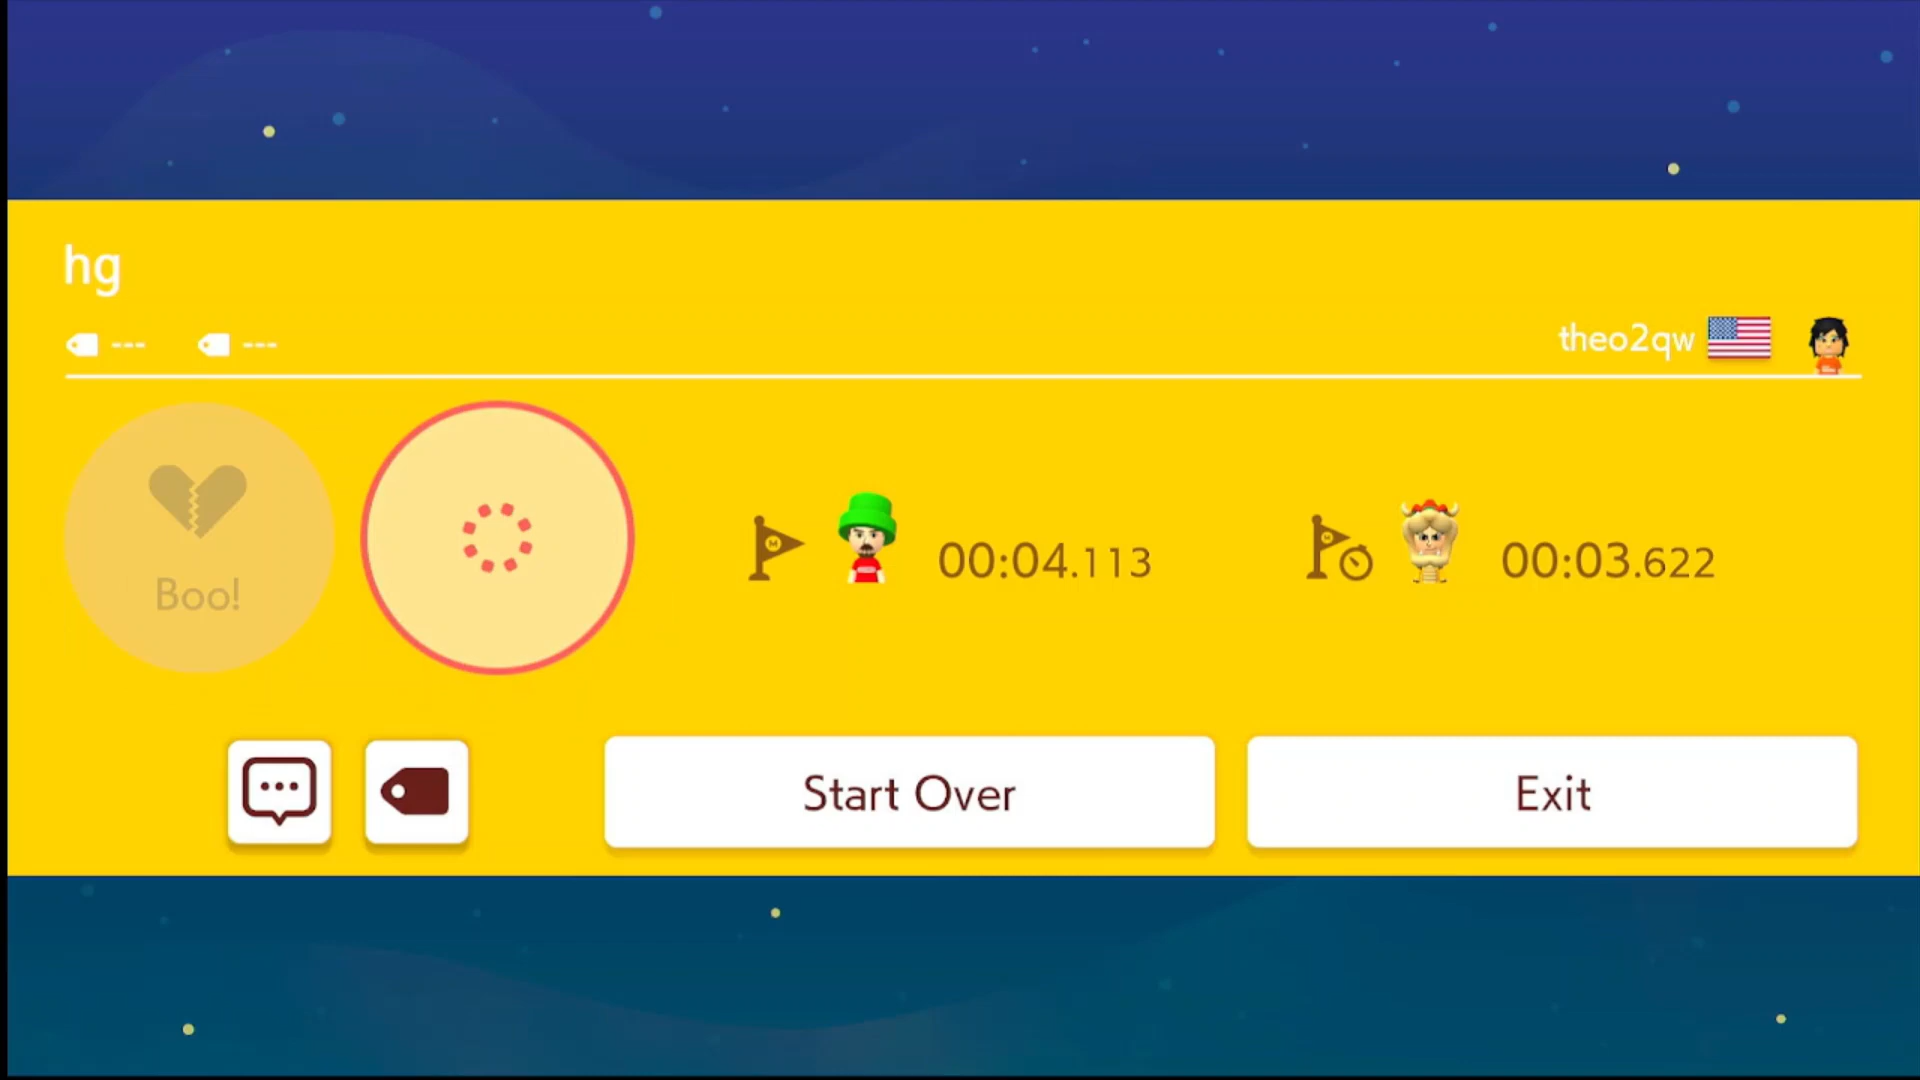 hg
--- ---
theo2qw
Boo!
M
00:04.113
M
00:03.622
Start Over
Exit